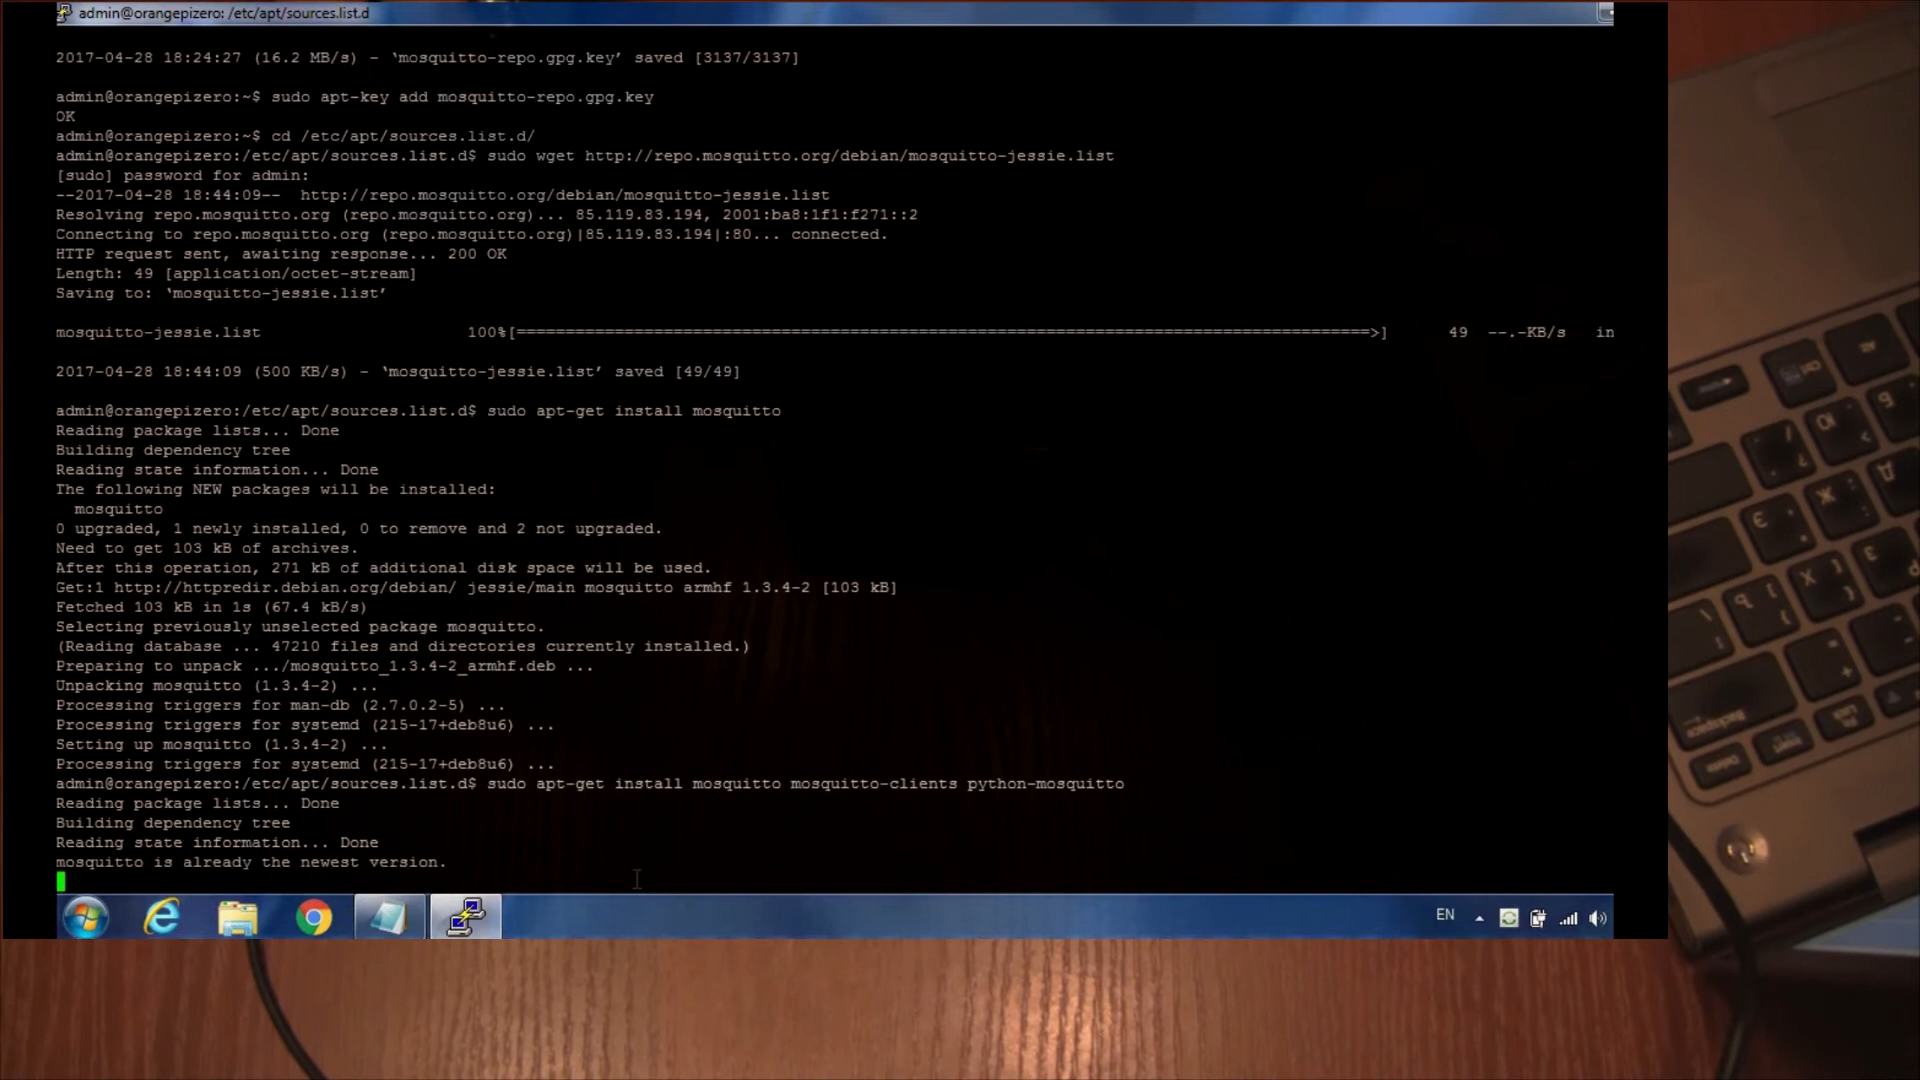 admin@orangepizero: /etc/apt/sources.list.d
2017-04-28 18:24:27 (16.2 MB/s) - ‘mosquitto-repo.gpg.key’ saved [3137/3137]
admin@orangepizero:~$ sudo apt-key add mosquitto-repo.gpg.key
OK
admin@orangepizero:~$ cd /etc/apt/sources.list.d/
admin@orangepizero:/etc/apt/sources.list.d$ sudo wget http://repo.mosquitto.org/debian/mosquitto-jessie.list
[sudo] password for admin:
--2017-04-28 18:44:09--  http://repo.mosquitto.org/debian/mosquitto-jessie.list
Resolving repo.mosquitto.org (repo.mosquitto.org)... 85.119.83.194, 2001:ba8:1f1:f271::2
Connecting to repo.mosquitto.org (repo.mosquitto.org)|85.119.83.194|:80... connected.
HTTP request sent, awaiting response... 200 OK
Length: 49 [application/octet-stream]
Saving to: ‘mosquitto-jessie.list’
mosquitto-jessie.list 100%[=======================================================================================>] 49 --.-KB/s in
2017-04-28 18:44:09 (500 KB/s) - ‘mosquitto-jessie.list’ saved [49/49]
admin@orangepizero:/etc/apt/sources.list.d$ sudo apt-get install mosquitto
Reading package lists... Done
Building dependency tree
Reading state information... Done
The following NEW packages will be installed:
mosquitto
0 upgraded, 1 newly installed, 0 to remove and 2 not upgraded.
Need to get 103 kB of archives.
After this operation, 271 kB of additional disk space will be used.
Get:1 http://httpredir.debian.org/debian/ jessie/main mosquitto armhf 1.3.4-2 [103 kB]
Fetched 103 kB in 1s (67.4 kB/s)
Selecting previously unselected package mosquitto.
(Reading database ... 47210 files and directories currently installed.)
Preparing to unpack .../mosquitto_1.3.4-2_armhf.deb ...
Unpacking mosquitto (1.3.4-2) ...
Processing triggers for man-db (2.7.0.2-5) ...
Processing triggers for systemd (215-17+deb8u6) ...
Setting up mosquitto (1.3.4-2) ...
Processing triggers for systemd (215-17+deb8u6) ...
admin@orangepizero:/etc/apt/sources.list.d$ sudo apt-get install mosquitto mosquitto-clients python-mosquitto
Reading package lists... Done
Building dependency tree
Reading state information... Done
mosquitto is already the newest version.
EN